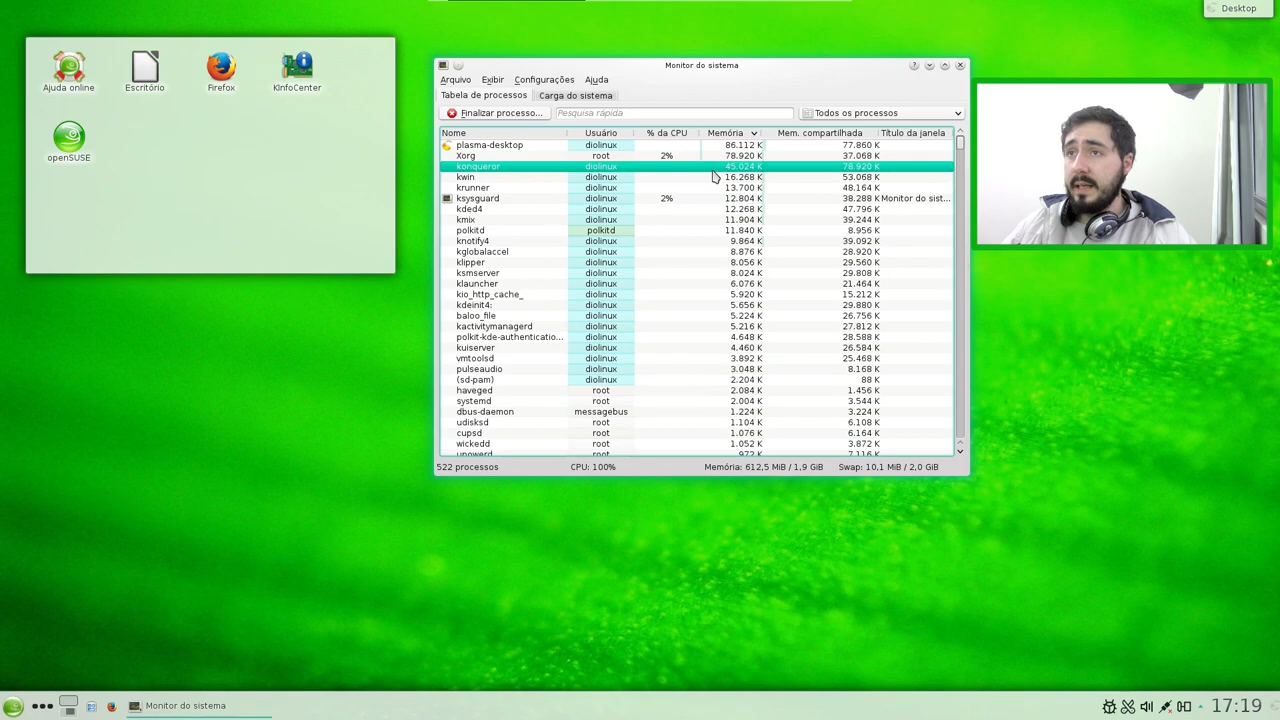 Desktop
Ajuda online
Escritório
Firefox
KInfoCenter
openSUSE
Monitor do sistema
Arquivo Exibir Configurações Ajuda
Tabela de processos Carga do sistema
Finalizar processo... Pesquisa rápida Todos os processos
Nome Usuário % da CPU Memória Mem. compartilhada Título da janela
plasma-desktop diolinux 86.112 K 77.860 K
Xorg root 2% 78.920 K 37.068 K
konqueror diolinux 45.024 K 78.920 K
kwin diolinux 16.268 K 53.068 K
krunner diolinux 13.700 K 48.164 K
ksysguard diolinux 2% 12.804 K 38.288 K Monitor do sist...
kded4 diolinux 12.268 K 47.796 K
kmix diolinux 11.904 K 39.244 K
polkitd polkitd 11.840 K 8.956 K
knotify4 diolinux 9.864 K 39.092 K
kglobalaccel diolinux 8.876 K 28.920 K
klipper diolinux 8.056 K 29.560 K
ksmserver diolinux 8.024 K 29.808 K
klauncher diolinux 6.076 K 21.464 K
kio_http_cache_ diolinux 5.920 K 15.212 K
kdeinit4: diolinux 5.656 K 29.880 K
baloo_file diolinux 5.224 K 26.756 K
kactivitymanagerd diolinux 5.216 K 27.812 K
polkit-kde-authenticatio... diolinux 4.648 K 28.588 K
kuiserver diolinux 4.460 K 26.584 K
vmtoolsd diolinux 3.892 K 25.468 K
pulseaudio diolinux 3.048 K 8.168 K
(sd-pam) diolinux 2.204 K 88 K
haveged root 2.084 K 1.456 K
systemd root 2.004 K 3.544 K
dbus-daemon messagebus 1.224 K 3.224 K
udisksd root 1.104 K 6.108 K
cupsd root 1.076 K 6.164 K
wickedd root 1.052 K 3.872 K
upowerd root 972 K 7.116 K
522 processos CPU: 100% Memória: 612,5 MiB / 1,9 GiB Swap: 10,1 MiB / 2,0 GiB
Monitor do sistema
17:19